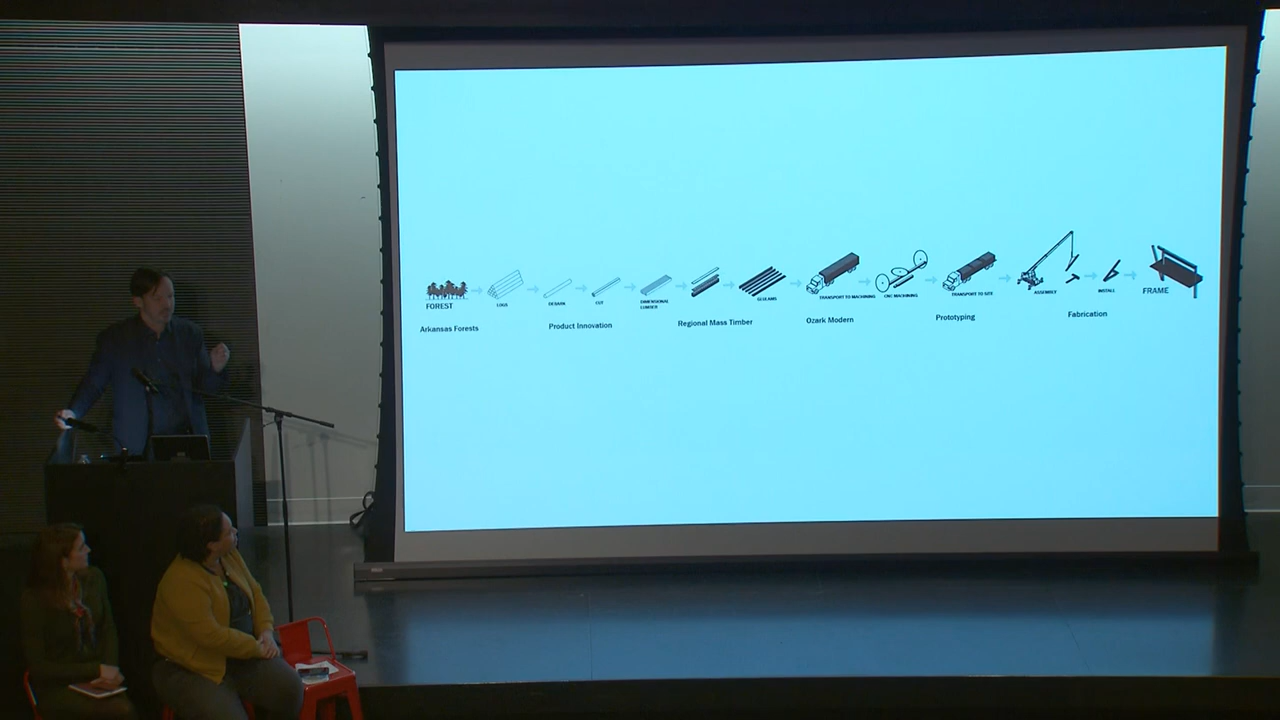 FOREST
LOGS
DEBARK
CUT
DIMENSIONAL
LUMBER
GLULAMS
TRANSPORT TO MACHINING
CNC MACHINING
TRANSPORT TO SITE
ASSEMBLY
INSTALL
FRAME
Arkansas Forests
Product Innovation
Regional Mass Timber
Ozark Modern
Prototyping
Fabrication